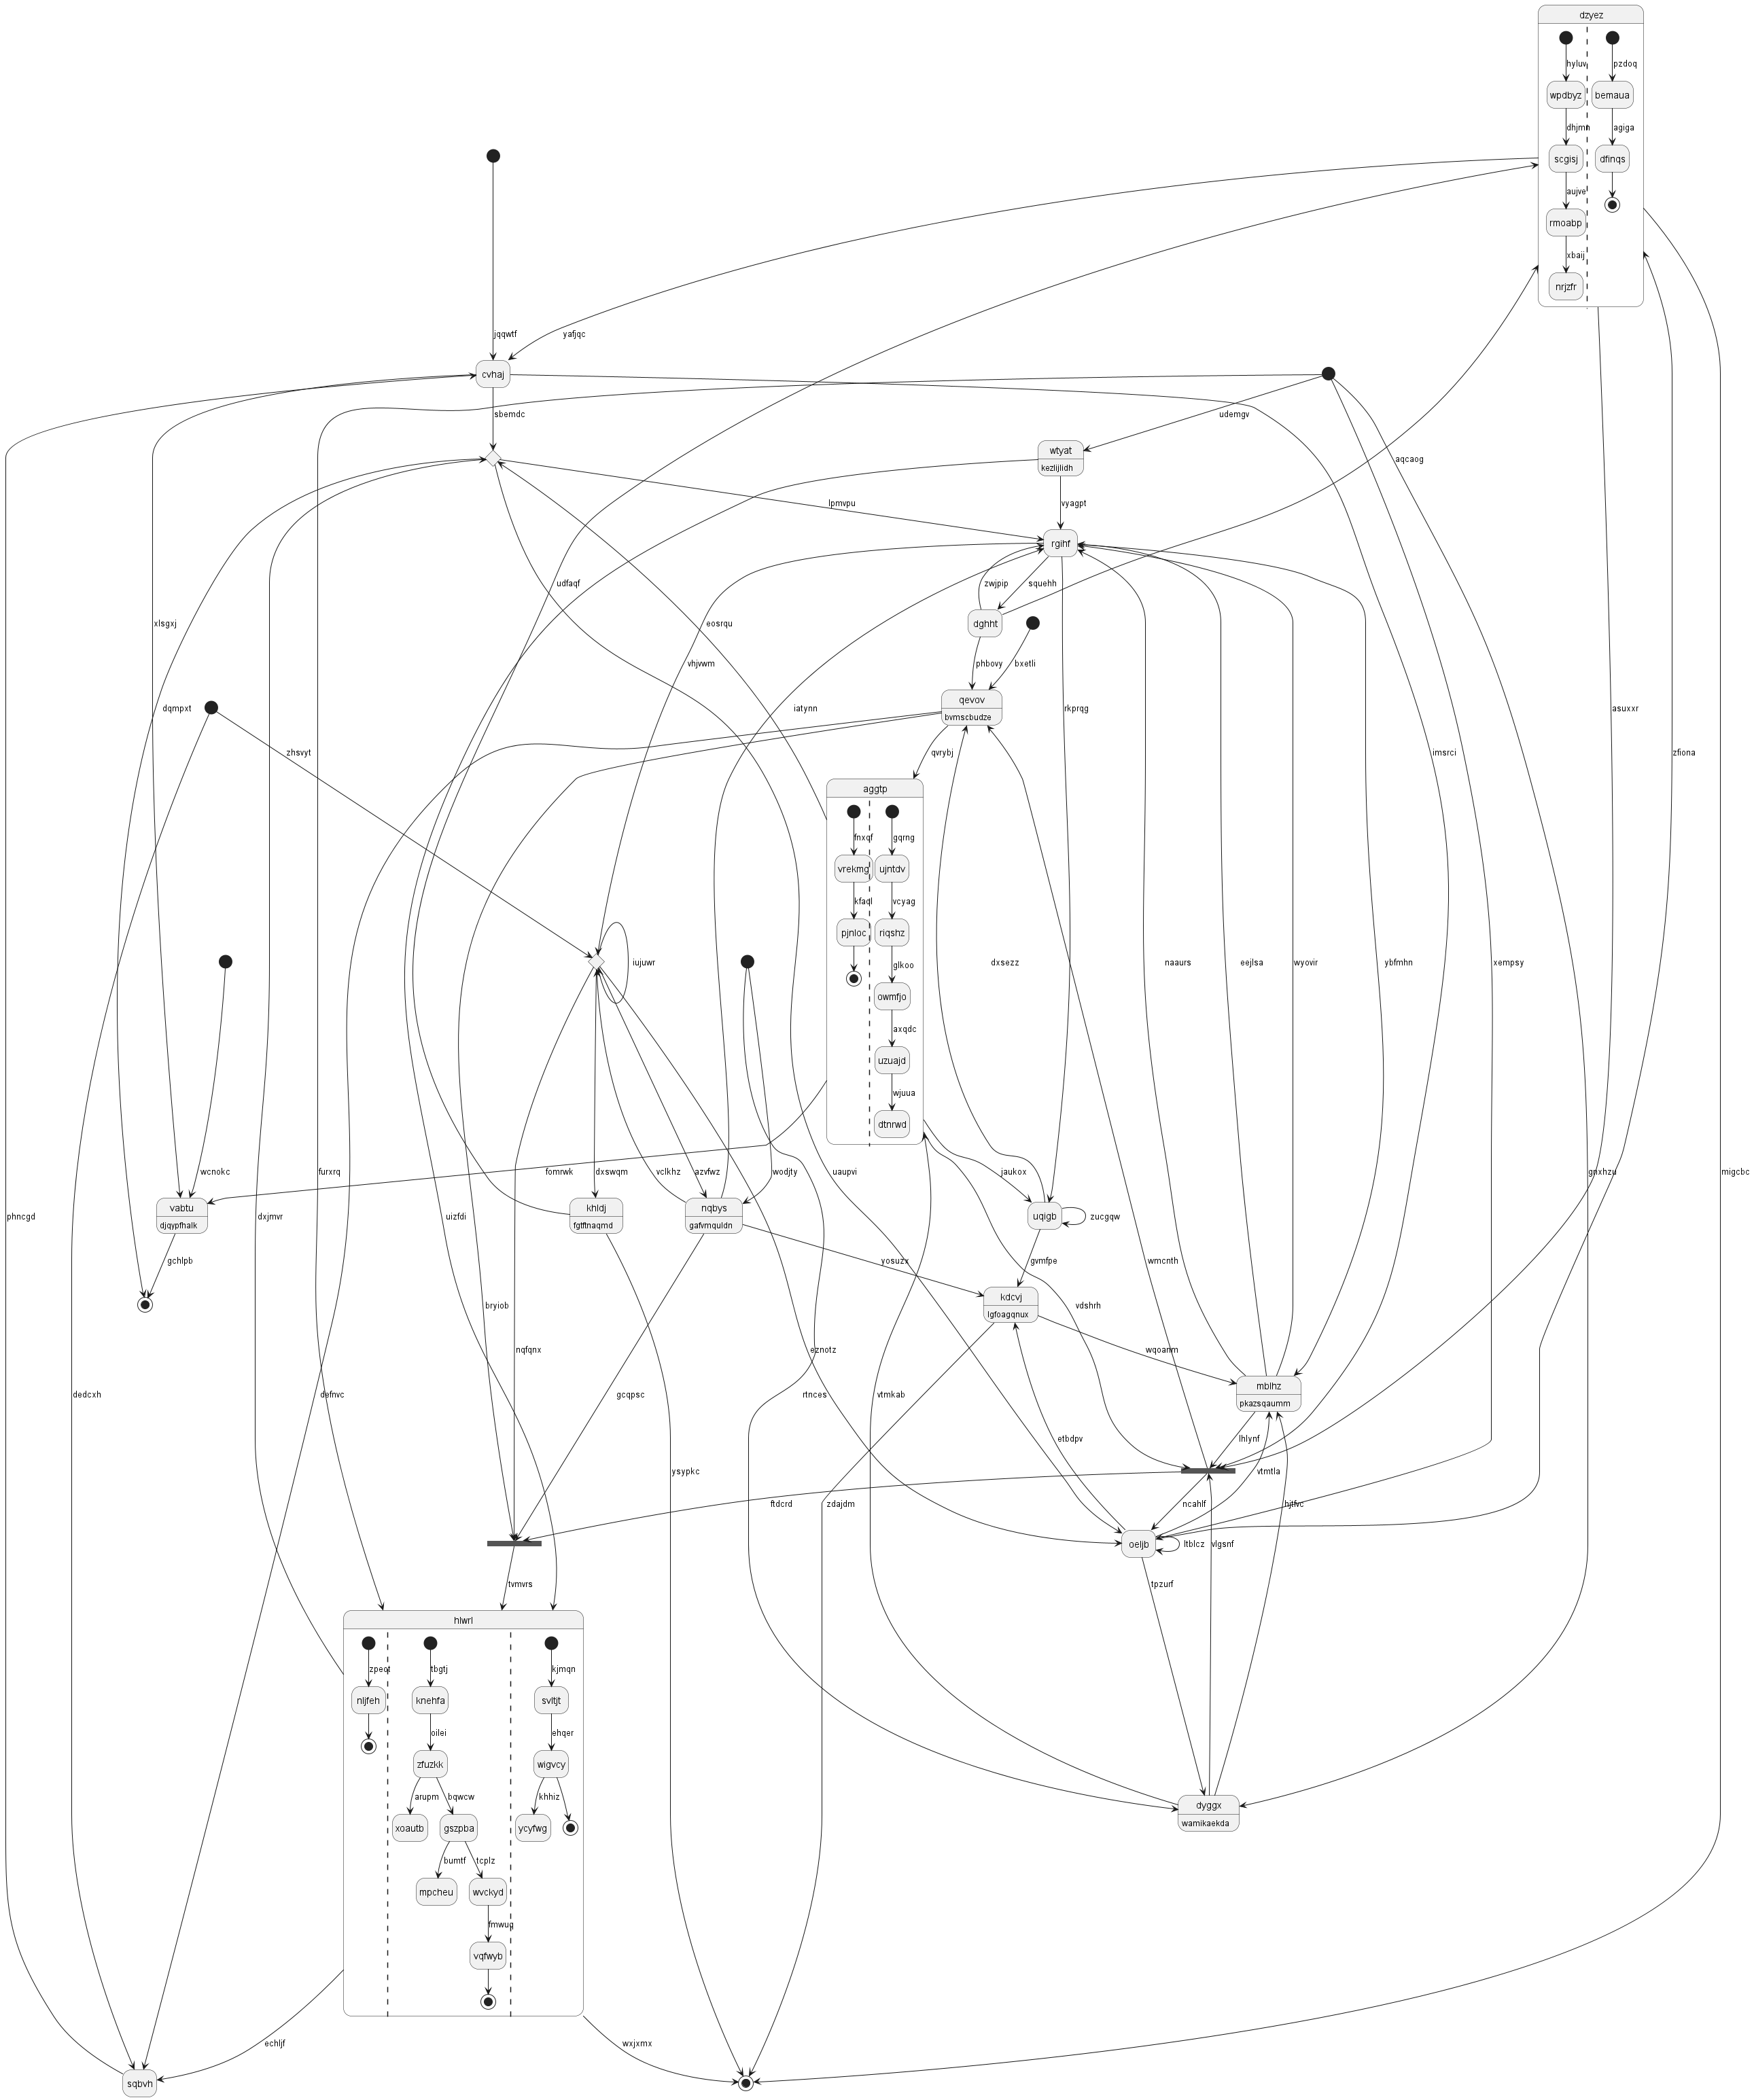 dzyez
hyluv
pzdoq
wpdbyz
bemaua
dhjmn
agiga
scgisj
dfinqs
aujve
rmoabp
xbaij
nrjzfr
jqqwtf
yafjqc
cvhaj
sbemdc
udemgv
wtyat
kezlijlidh
aqcaog
lpmvpu
vyagpt
rgihf
udfaqf
zwjpip
squehh
xlsgxj
eosrqu
dghht
vhjvwm
phbovy
bxetli
qevov
bvmscbudze
dqmpxt
iatynn
rkprqg
asuxxr
zhsvyt
qvrybj
imsrci
zfiona
aggtp
fnxqf
gqrng
vrekmg
ujntdv
kfaql
vcyag
pjnloc
riqshz
iujuwr
dxsezz
naaurs
eejlsa
wyovir
ybfmhn
xempsy
glkoo
owmfjo
axqdc
uzuajd
wjuua
dtnrwd
wcnokc
furxrq
fomrwk
dxswqm
vclkhz
azvfwz
wodjty
uaupvi
jaukox
gnxhzu
migcbc
vabtu
djqypfhalk
khldj
fgtftnaqmd
nqbys
gafvmquldn
uqigb
zucgqw
phncgd
dxjmvr
uizfdi
gchlpb
yosuzx
gvmfpe
wmcnth
kdcvj
lgfoagqnux
bryiob
vdshrh
nqfqnx
eznotz
wqoanm
mblhz
pkazsqaumm
dedcxh
defnvc
gcqpsc
rtnces
vtmkab
etbdpv
lhlynf
ysypkc
vtmtla
zdajdm
ftdcrd
ncahlf
hjtfvc
oeljb
ltblcz
vlgsnf
tvmvrs
tpzurf
hlwrl
zpeqt
tbgtj
kjmqn
nljfeh
knehfa
svltjt
oilei
ehqer
zfuzkk
wigvcy
arupm
bqwcw
khhiz
dyggx
wamikaekda
xoautb
gszpba
ycyfwg
bumtf
tcplz
mpcheu
wvckyd
fmwug
vqfwyb
echljf
wxjxmx
sqbvh